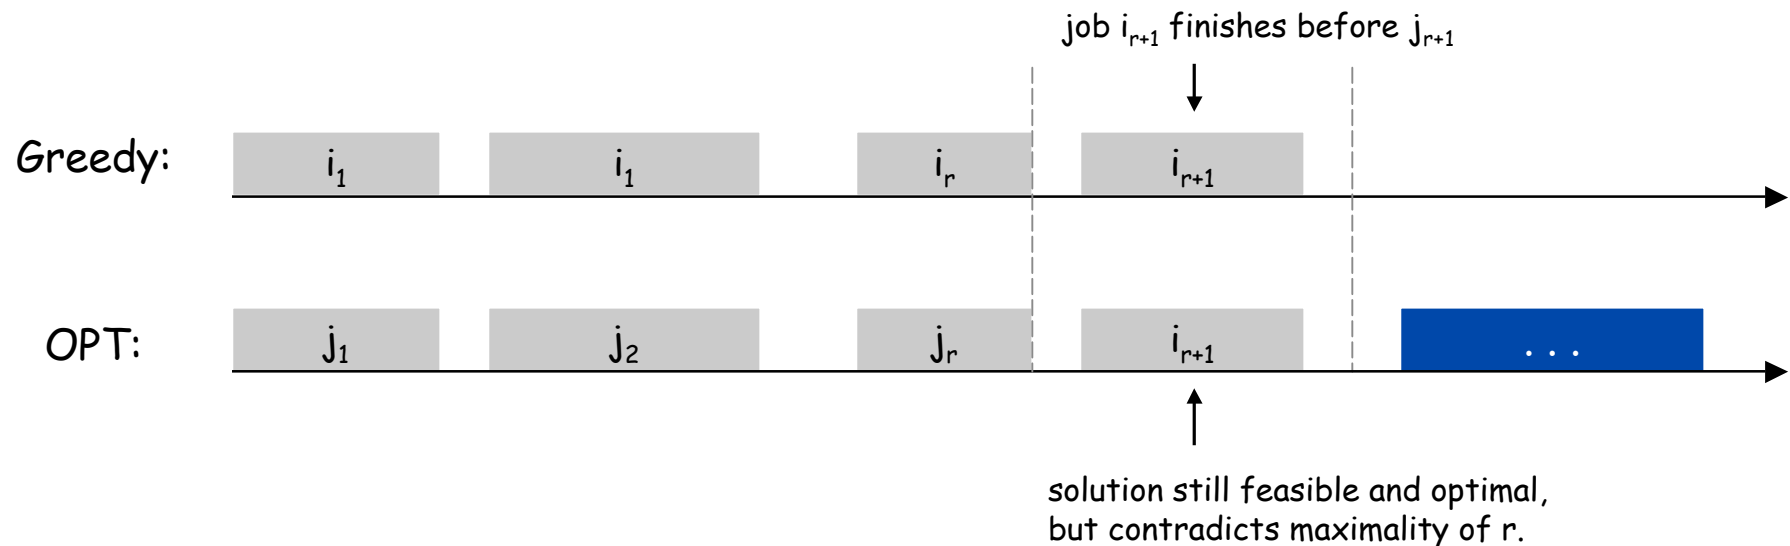 job i_{r+1} finishes before j_{r+1}
Greedy: i_1 i_1 i_r i_{r+1}
OPT: j_1 j_2 j_r i_{r+1} . . .
solution still feasible and optimal,
but contradicts maximality of r.